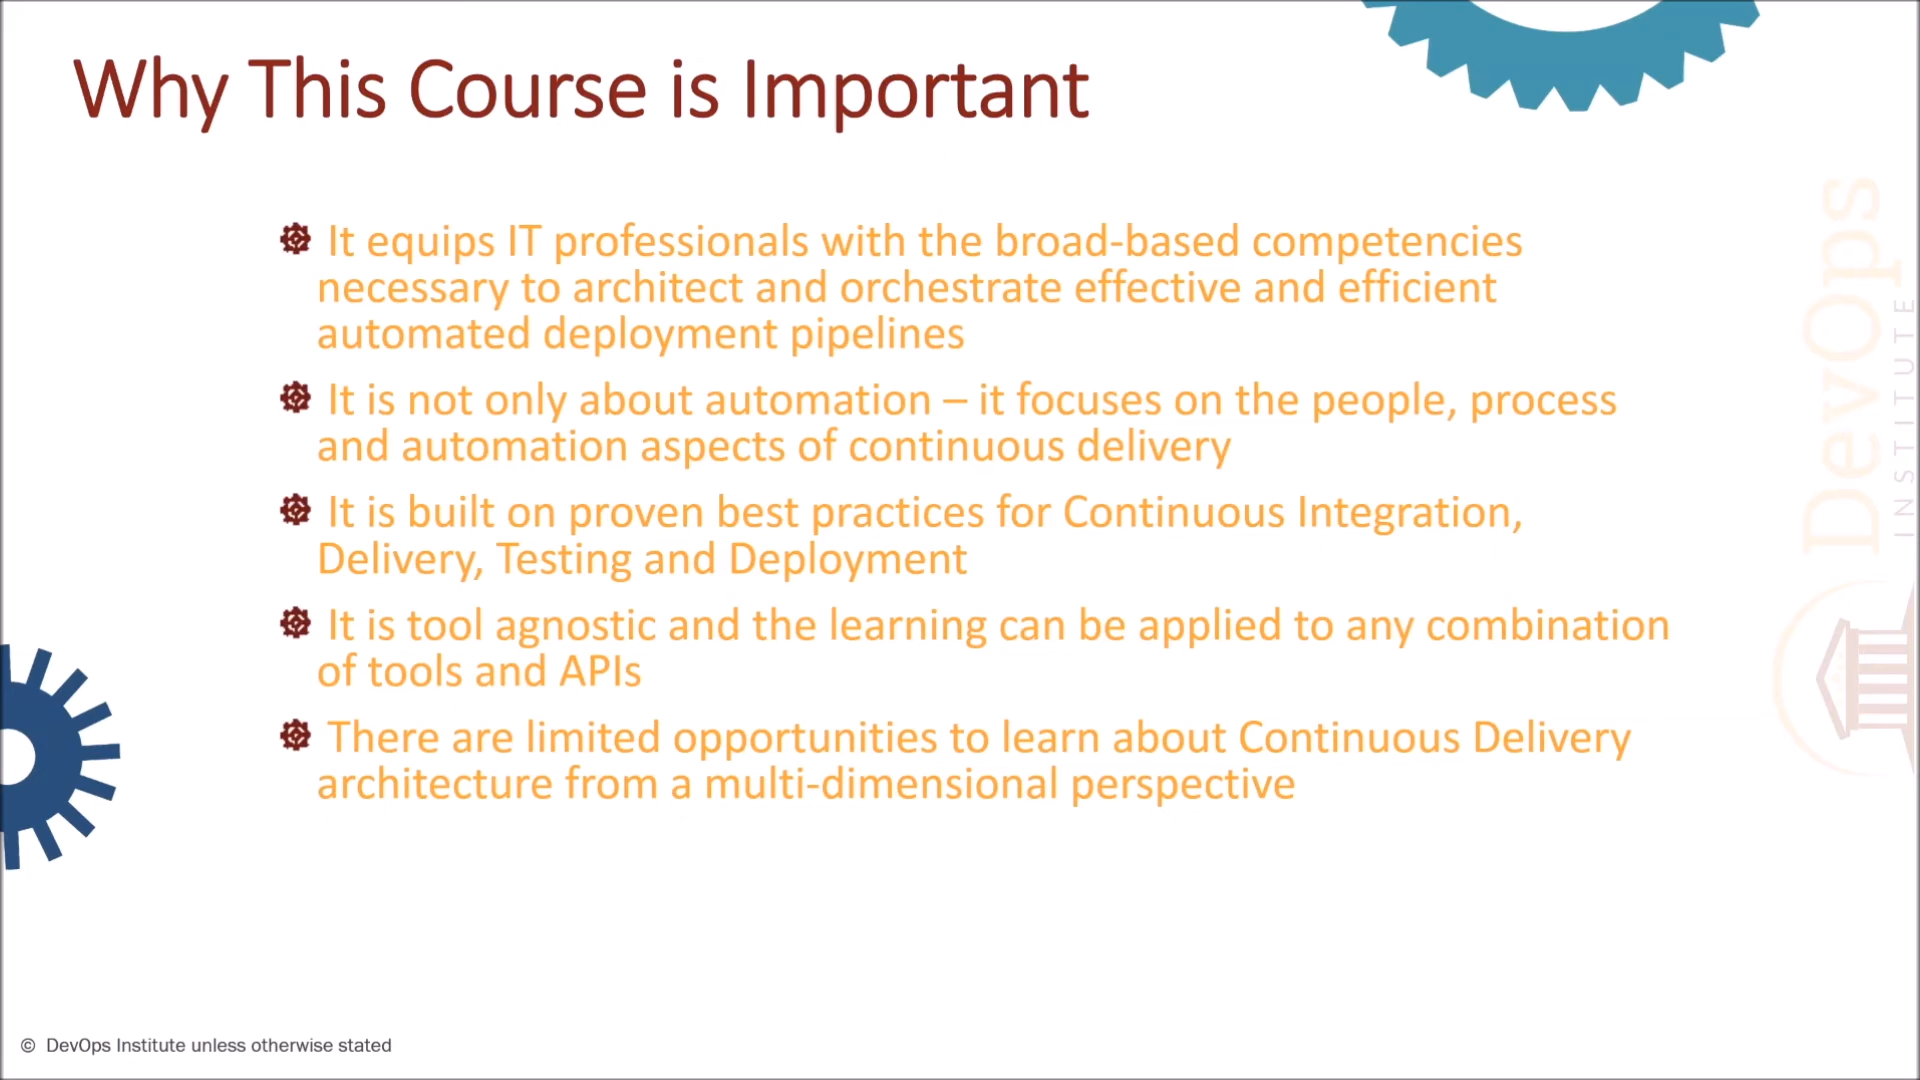 Why This Course is Important
It equips IT professionals with the broad-based competencies
necessary to architect and orchestrate effective and efficient
automated deployment pipelines
It is not only about automation – it focuses on the people, process
and automation aspects of continuous delivery
It is built on proven best practices for Continuous Integration,
Delivery, Testing and Deployment
It is tool agnostic and the learning can be applied to any combination
of tools and APIs
There are limited opportunities to learn about Continuous Delivery
architecture from a multi-dimensional perspective
DevOps
INSTITUTE
© DevOps Institute unless otherwise stated